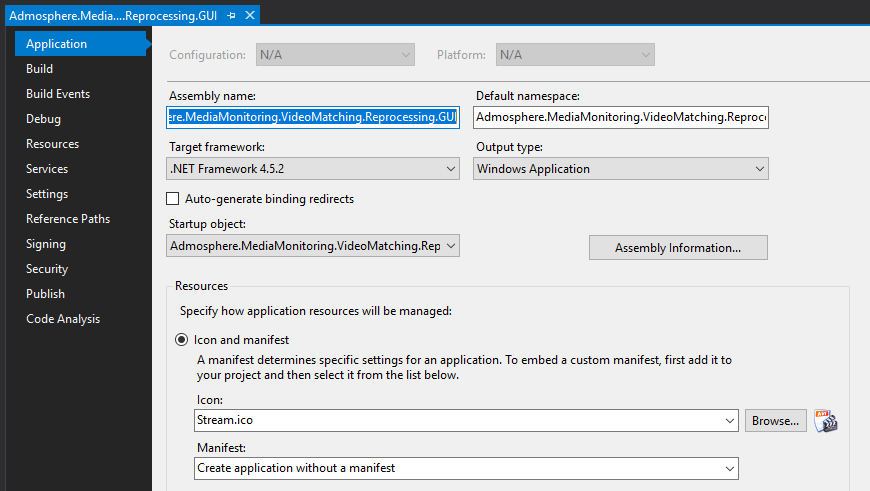 Admosphere.Media....Reprocessing.GUI
Application
Build
Build Events
Debug
Resources
Services
Settings
Reference Paths
Signing
Security
Publish
Code Analysis
Configuration: N/A Platform: N/A
Assembly name: Default namespace:
ere.MediaMonitoring.VideoMatching.Reprocessing.GUI Admosphere.MediaMonitoring.VideoMatching.Reproce
Target framework: Output type:
.NET Framework 4.5.2 Windows Application
Auto-generate binding redirects
Startup object:
Admosphere.MediaMonitoring.VideoMatching.Rep Assembly Information...
Resources
Specify how application resources will be managed:
Icon and manifest
A manifest determines specific settings for an application. To embed a custom manifest, first add it to
your project and then select it from the list below.
Icon:
Stream.ico Browse...
Manifest:
Create application without a manifest